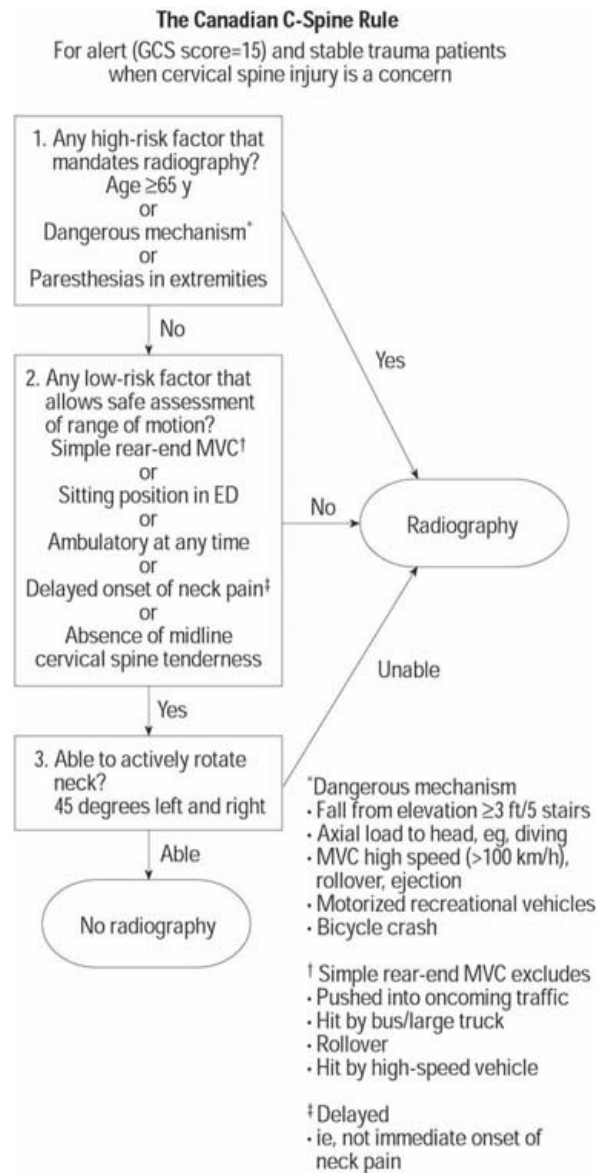 The Canadian C-Spine Rule
For alert (GCS score=15) and stable trauma patients
when cervical spine injury is a concern
1. Any high-risk factor that
mandates radiography?
Age ≥65 y
or
Dangerous mechanism*
or
Paresthesias in extremities
No
Yes
2. Any low-risk factor that
allows safe assessment
of range of motion?
Simple rear-end MVC†
or
Sitting position in ED
or
Ambulatory at any time
or
Delayed onset of neck pain‡
or
Absence of midline
cervical spine tenderness
No
Radiography
Yes
Unable
3. Able to actively rotate
neck?
45 degrees left and right
Able
No radiography
*Dangerous mechanism
• Fall from elevation ≥3 ft/5 stairs
• Axial load to head, eg, diving
• MVC high speed (>100 km/h),
rollover, ejection
• Motorized recreational vehicles
• Bicycle crash
† Simple rear-end MVC excludes
• Pushed into oncoming traffic
• Hit by bus/large truck
• Rollover
• Hit by high-speed vehicle
‡ Delayed
• ie, not immediate onset of
neck pain